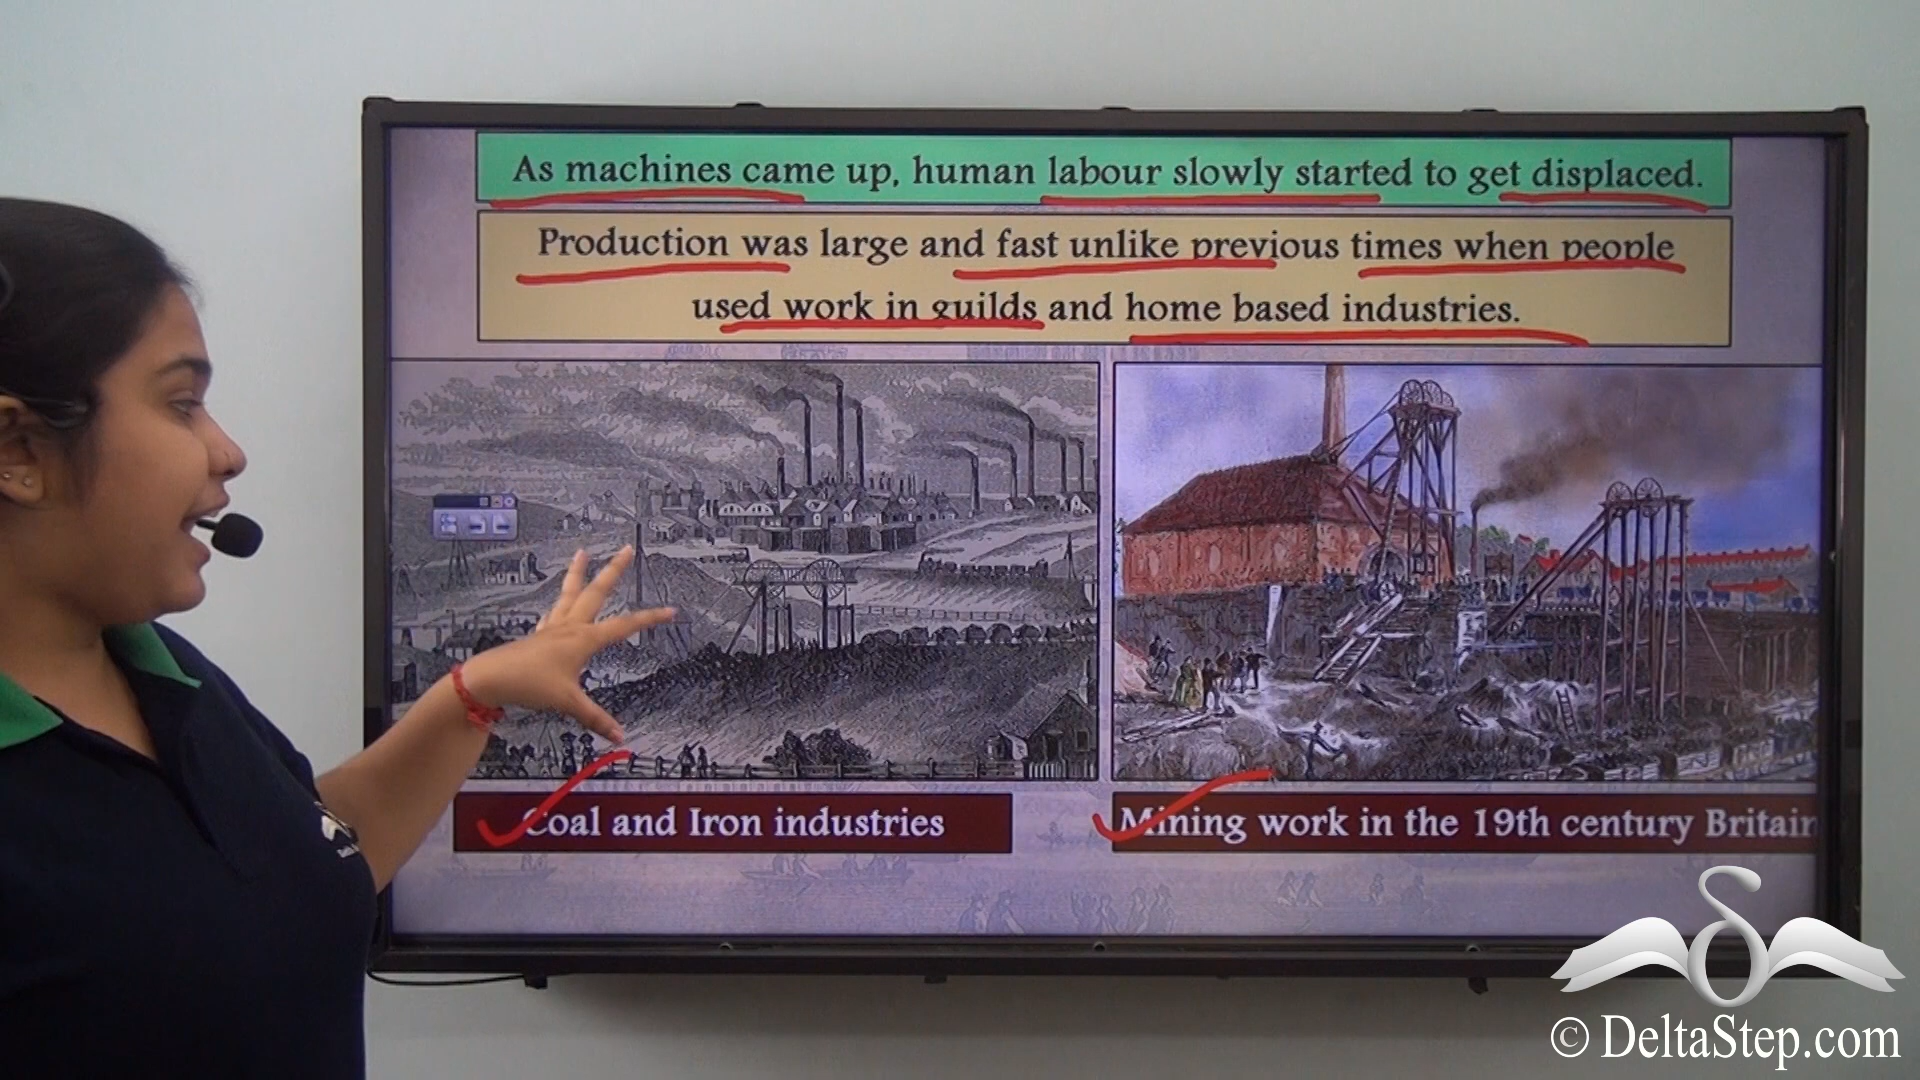 As machines came up, human labour slowly started to get displaced.
Production was large and fast unlike previous times when people
used work in guilds and home based industries.
Coal and Iron industries
Mining work in the 19th century Britain
© DeltaStep.com